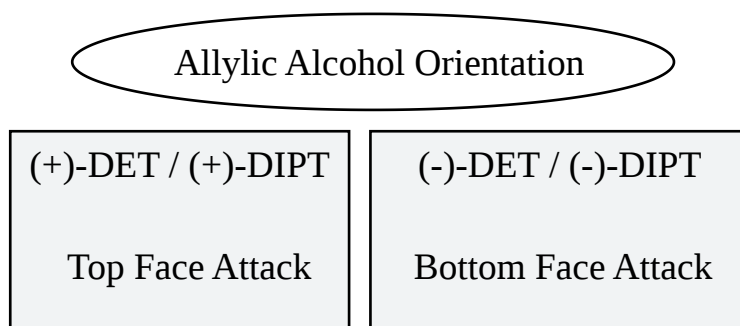 Allylic Alcohol Orientation
(+)-DET / (+)-DIPT
(-)-DET / (-)-DIPT
Top Face Attack
Bottom Face Attack